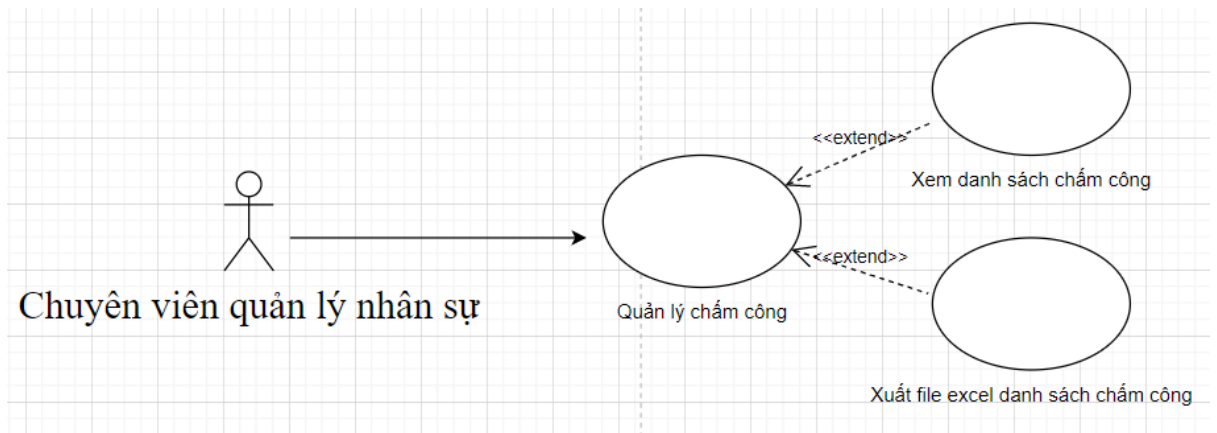 <<extend>>
Xem danh sách chấm công
<<extend>>
Chuyên viên quản lý nhân sự
Quản lý chấm công
Xuất file excel danh sách chấm công